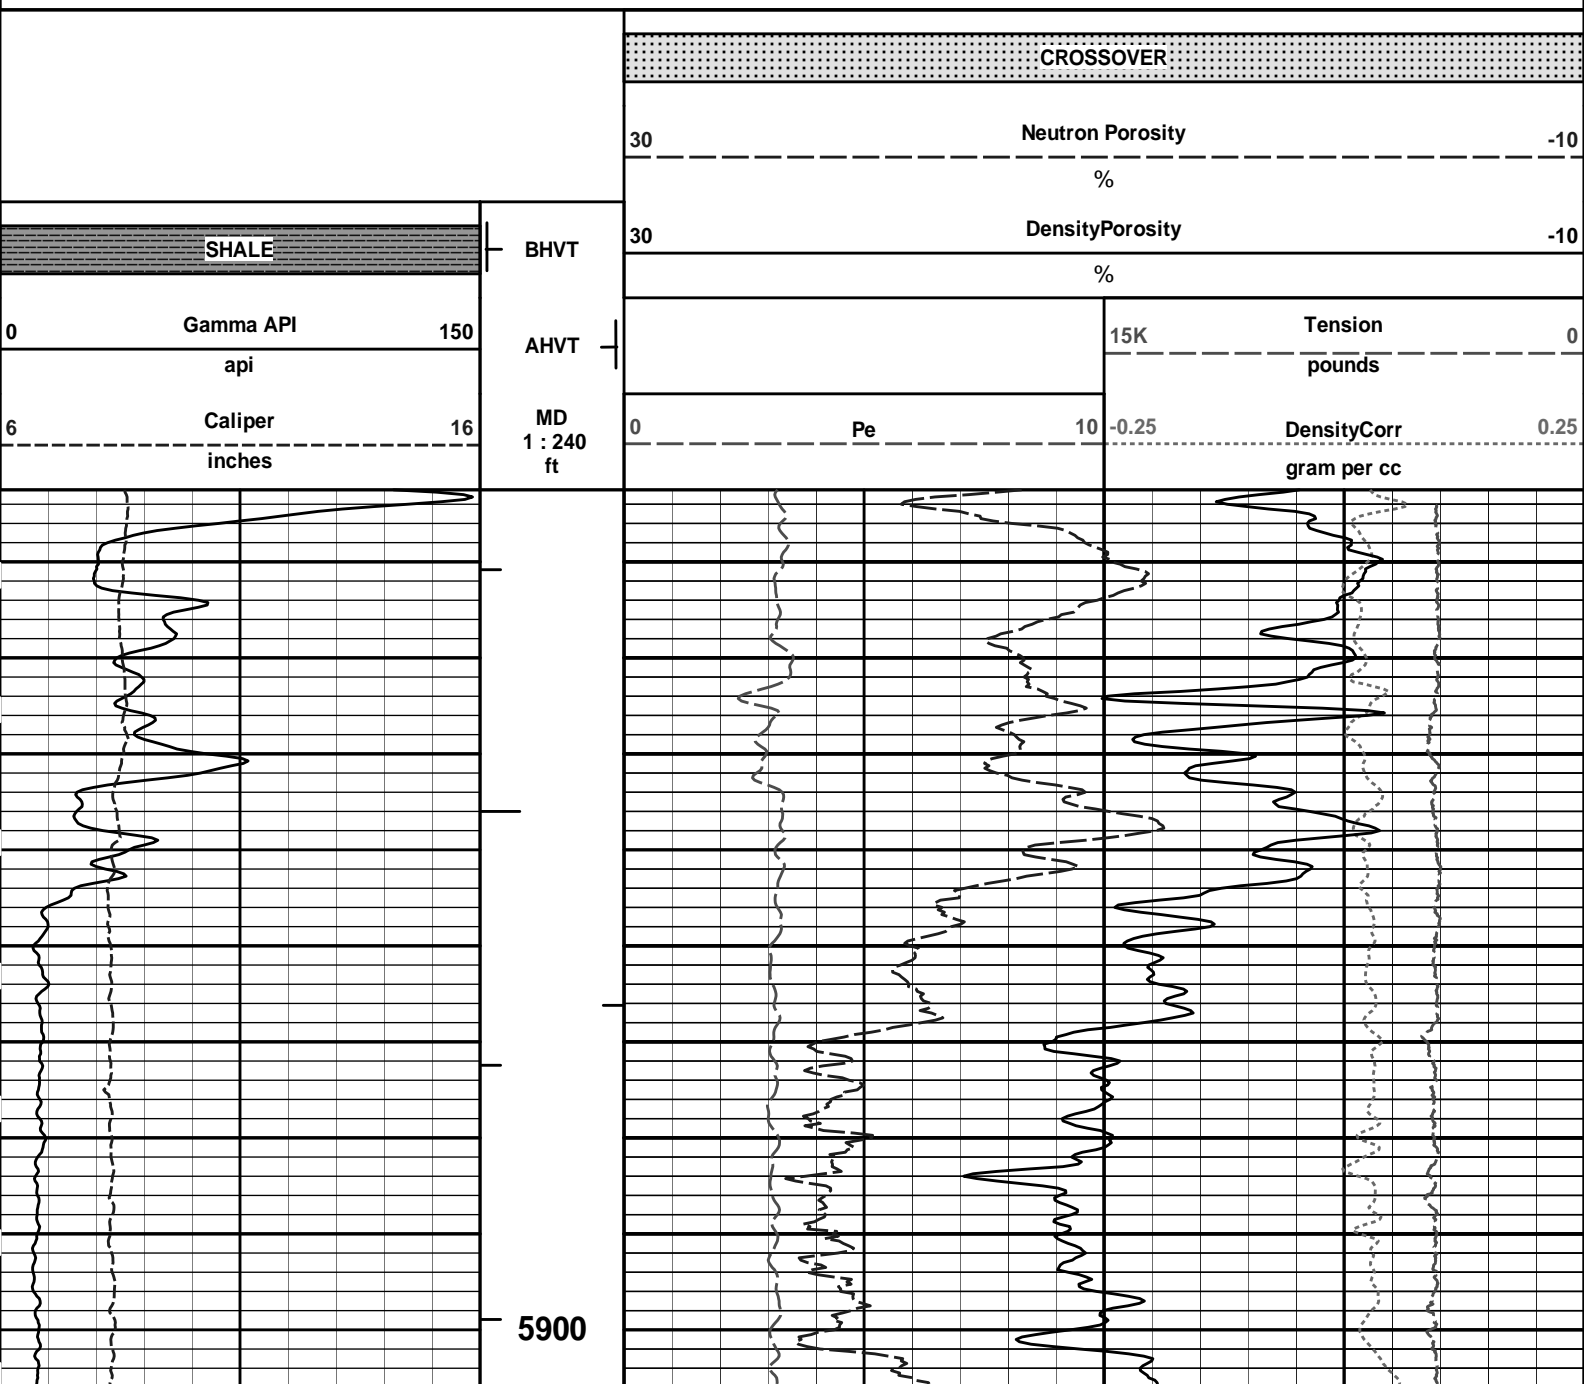 CROSSOVER
30 Neutron Porosity -10
%
30 DensityPorosity -10
%
SHALE
BHVT
0 Gamma API 150
api
AHVT
15K Tension 0
pounds
6 Caliper 16
inches
MD
1 : 240
ft
0 Pe 10
-0.25 DensityCorr 0.25
gram per cc
5900